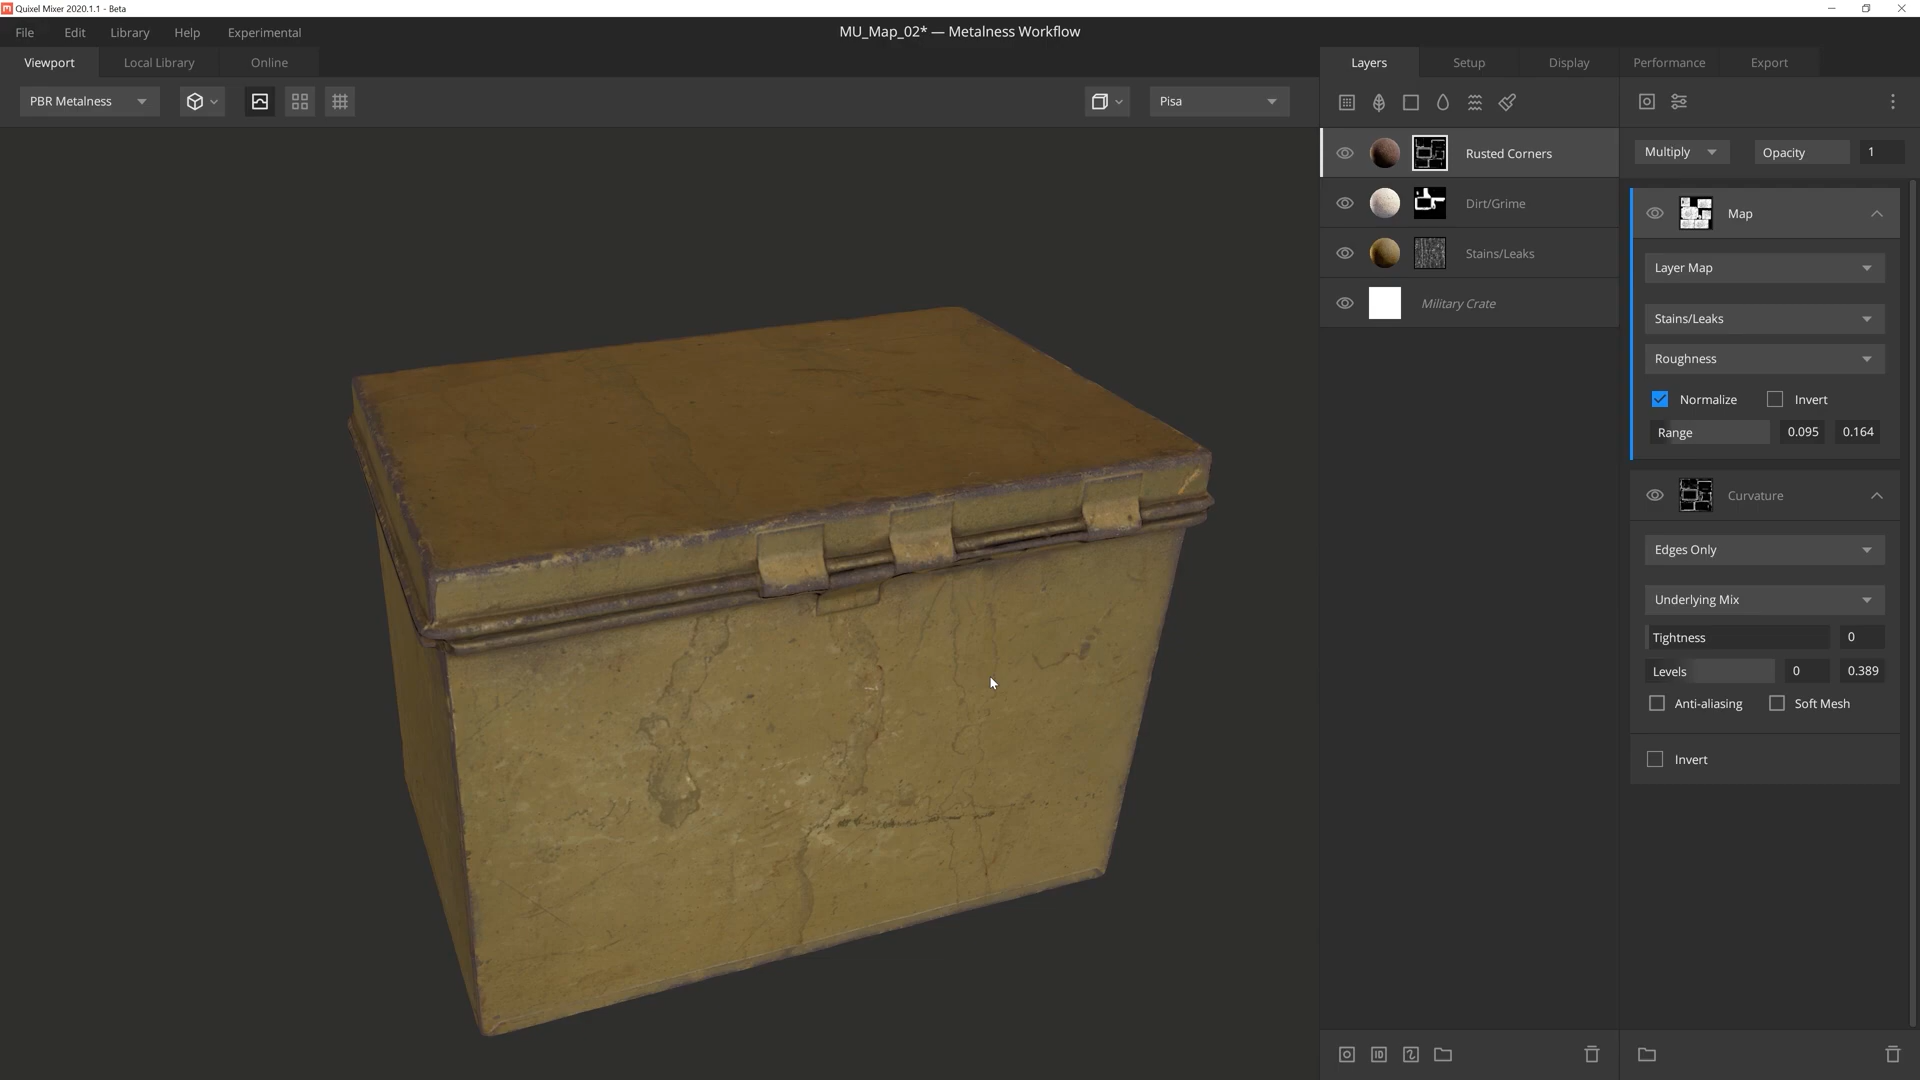 Quixel Mixer 2020.1.1 - Beta
File Edit Library Help Experimental
MU_Map_02* — Metalness Workflow
Viewport Local Library Online
Layers Setup Display Performance Export
PBR Metalness
Pisa
Rusted Corners
Dirt/Grime
Stains/Leaks
Military Crate
Multiply Opacity 1
Map
Layer Map
Stains/Leaks
Roughness
Normalize Invert
Range 0.095 0.164
Curvature
Edges Only
Underlying Mix
Tightness 0
Levels 0 0.389
Anti-aliasing Soft Mesh
Invert
ID